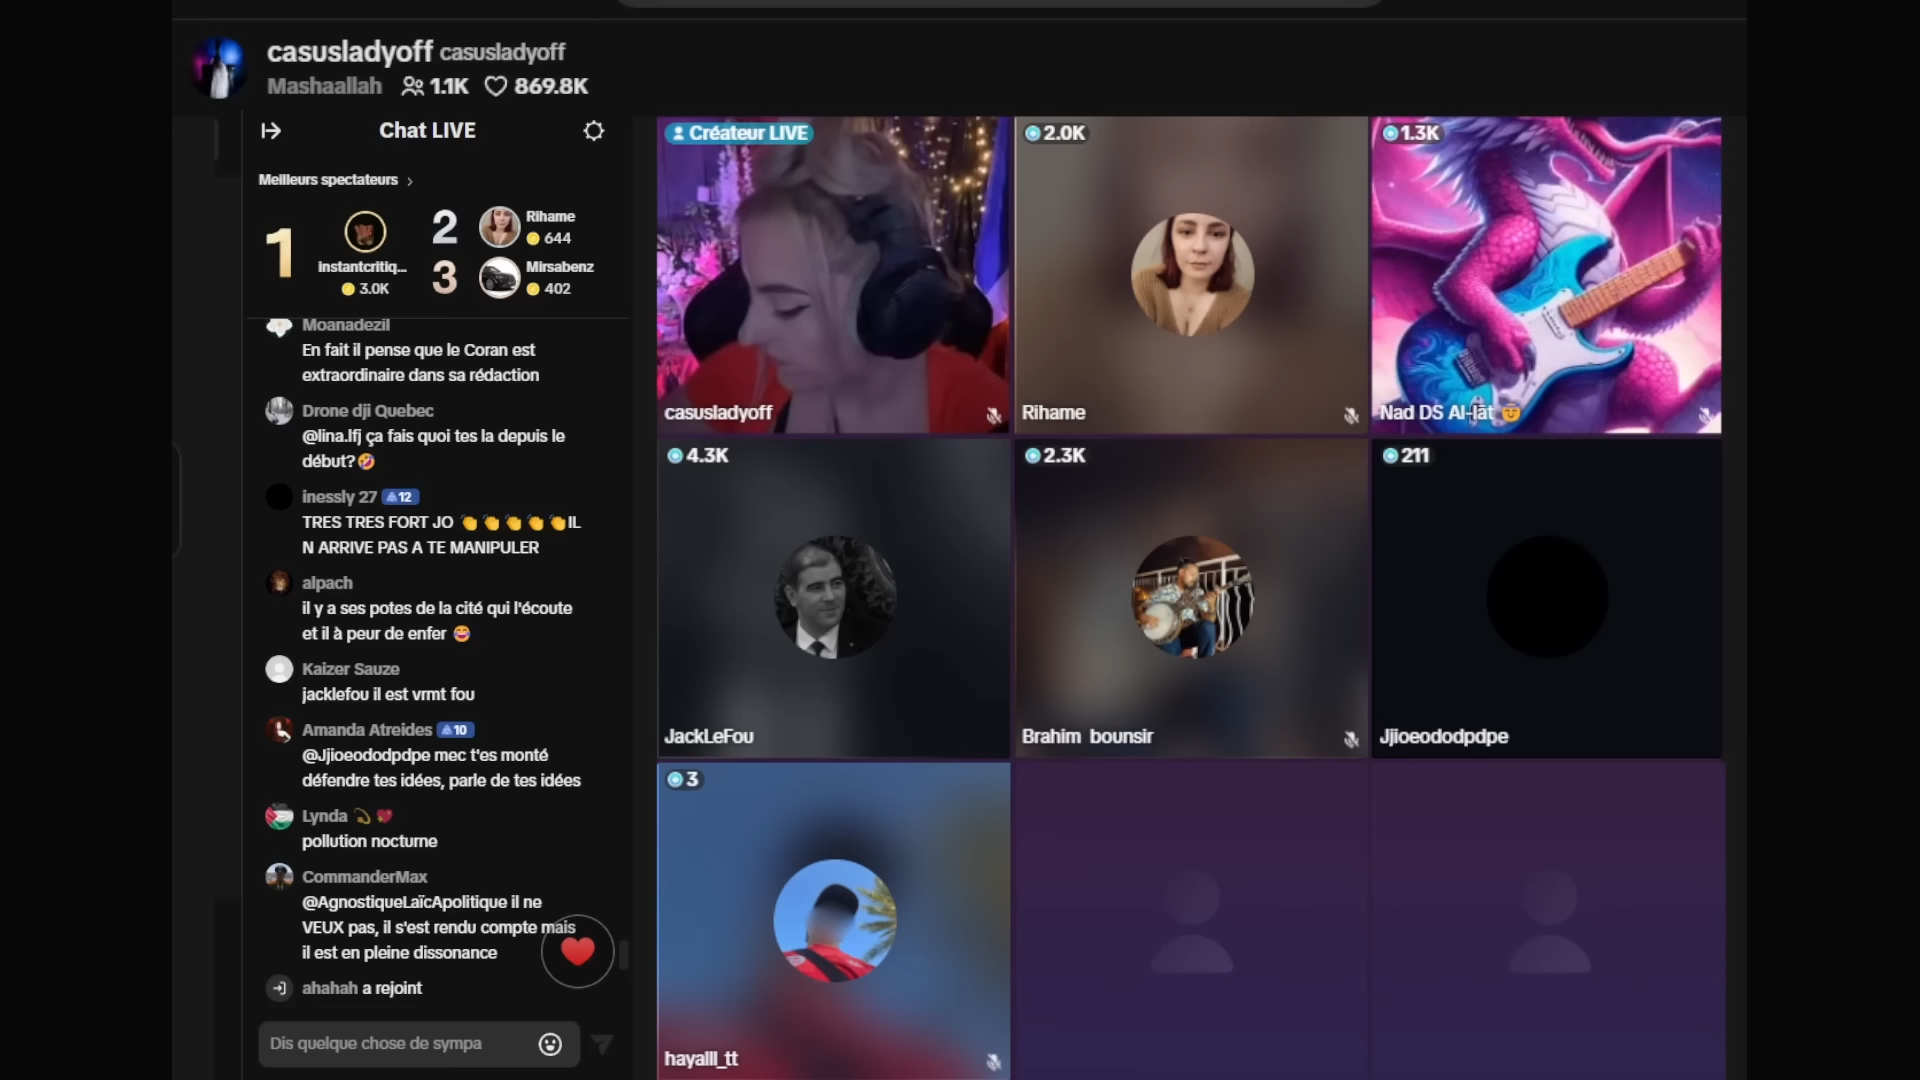 casusladyoff casusladyoff
Mashaallah 1.1K 869.8K
Chat LIVE
Meilleurs spectateurs
1
Instantcritiq...
3.0K
2
Rihame
644
3
Mirsabenz
402
Moanadezil
En fait il pense que le Coran est
extraordinaire dans sa rédaction
Drone dji Quebec
@lina.lfj ça fais quoi tes la depuis le
début?🤣
inessly 27 12
TRES TRES FORT JO 👏👏👏👏👏IL
N ARRIVE PAS A TE MANIPULER
alpach
il y a ses potes de la cité qui l'écoute
et il à peur de enfer 😂
Kaizer Sauze
jacklefou il est vrmt fou
Amanda Atreides 10
@Jjioeododpdpe mec t'es monté
défendre tes idées, parle de tes idées
Lynda 💫 💖
pollution nocturne
CommanderMax
@AgnostiqueLaïcApolitique il ne
VEUX pas, il s'est rendu compte mais
il est en pleine dissonance
ahahah a rejoint
Dis quelque chose de sympa
Créateur LIVE
casusladyoff
2.0K
Rihame
1.3K
Nad DS Al-lāt 🤠
4.3K
JackLeFou
2.3K
Brahim bounsir
211
Jjioeododpdpe
3
hayalll_tt